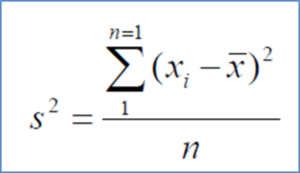 s² = n=1 ∑ 1 (xᵢ − x̄)² / n